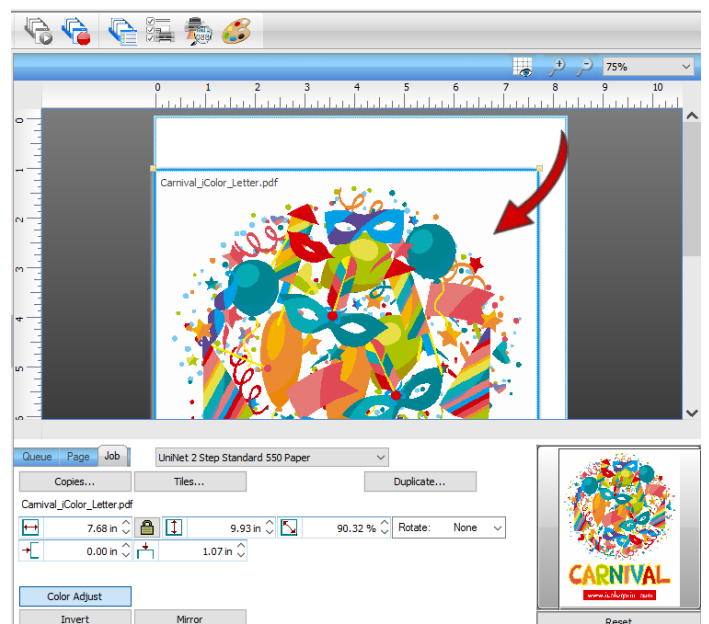 75%
0 1 2 3 4 5 6 7 8 9 10
0
1
2
3
4
5
6
Carnival_iColor_Letter.pdf
Queue Page Job UniNet 2 Step Standard 550 Paper
Copies... Tiles... Duplicate...
Carnival_iColor_Letter.pdf
7.68 in 9.93 in 90.32 % Rotate: None
0.00 in 1.07 in
CARNIVAL
Color Adjust
Invert Mirror Reset